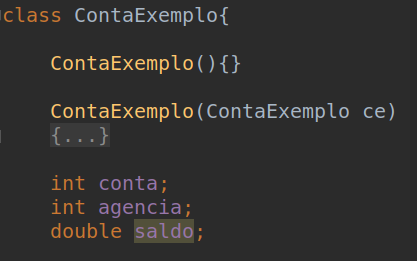 class ContaExemplo{
ContaExemplo(){}
ContaExemplo(ContaExemplo ce)
{...}
int conta;
int agencia;
double saldo;